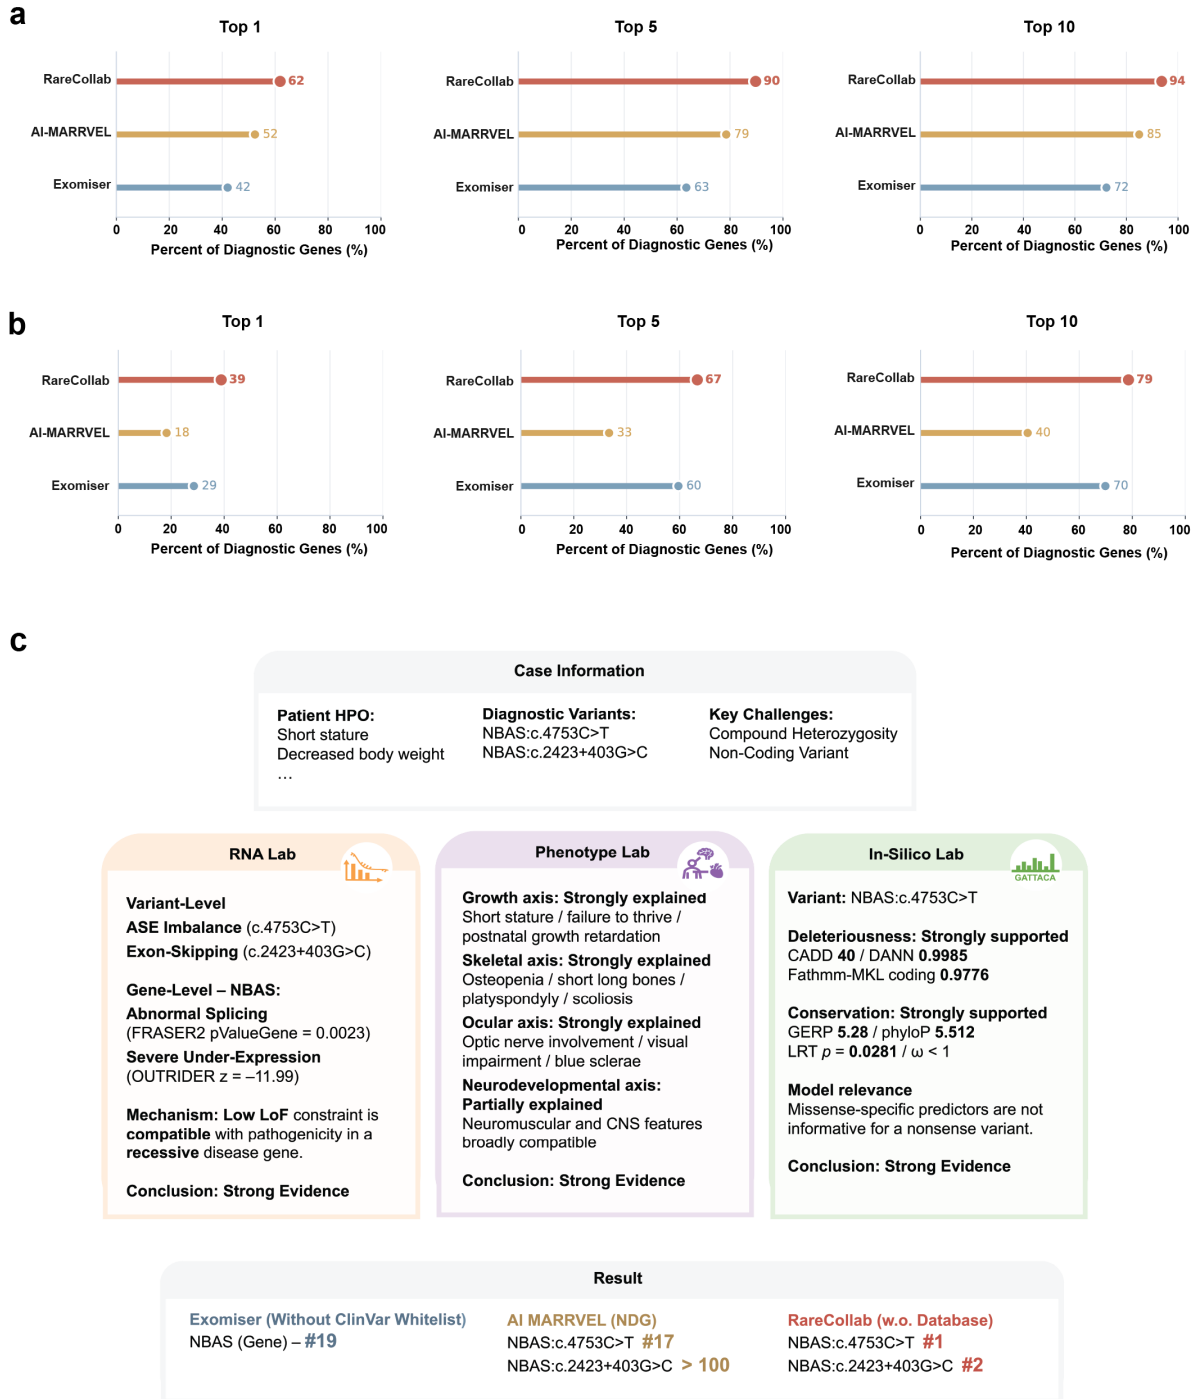 a
Top 1
Top 5
Top 10
RareCollab
62
AI-MARRVEL
52
Exomiser
42
0 20 40 60 80 100
Percent of Diagnostic Genes (%)
RareCollab
90
AI-MARRVEL
79
Exomiser
63
0 20 40 60 80 100
Percent of Diagnostic Genes (%)
RareCollab
94
AI-MARRVEL
85
Exomiser
72
0 20 40 60 80 100
Percent of Diagnostic Genes (%)
b
Top 1
Top 5
Top 10
RareCollab
39
AI-MARRVEL
18
Exomiser
29
0 20 40 60 80 100
Percent of Diagnostic Genes (%)
RareCollab
67
AI-MARRVEL
33
Exomiser
60
0 20 40 60 80 100
Percent of Diagnostic Genes (%)
RareCollab
79
AI-MARRVEL
40
Exomiser
70
0 20 40 60 80 100
Percent of Diagnostic Genes (%)
c
Case Information
Patient HPO:
Short stature
Decreased body weight
…
Diagnostic Variants:
NBAS:c.4753C>T
NBAS:c.2423+403G>C
Key Challenges:
Compound Heterozygosity
Non-Coding Variant
RNA Lab
Variant-Level
ASE Imbalance (c.4753C>T)
Exon-Skipping (c.2423+403G>C)
Gene-Level – NBAS:
Abnormal Splicing
(FRASER2 pValueGene = 0.0023)
Severe Under-Expression
(OUTRIDER z = –11.99)
Mechanism: Low LoF constraint is
compatible with pathogenicity in a
recessive disease gene.
Conclusion: Strong Evidence
Phenotype Lab
Growth axis: Strongly explained
Short stature / failure to thrive /
postnatal growth retardation
Skeletal axis: Strongly explained
Osteopenia / short long bones /
platyspondyly / scoliosis
Ocular axis: Strongly explained
Optic nerve involvement / visual
impairment / blue sclerae
Neurodevelopmental axis:
Partially explained
Neuromuscular and CNS features
broadly compatible
Conclusion: Strong Evidence
In-Silico Lab
GATTACA
Variant: NBAS:c.4753C>T
Deleteriousness: Strongly supported
CADD 40 / DANN 0.9985
Fathmm-MKL coding 0.9776
Conservation: Strongly supported
GERP 5.28 / phyloP 5.512
LRT p = 0.0281 / ω < 1
Model relevance
Missense-specific predictors are not
informative for a nonsense variant.
Conclusion: Strong Evidence
Result
Exomiser (Without ClinVar Whitelist)
NBAS (Gene) – #19
AI MARRVEL (NDG)
NBAS:c.4753C>T #17
NBAS:c.2423+403G>C > 100
RareCollab (w.o. Database)
NBAS:c.4753C>T #1
NBAS:c.2423+403G>C #2